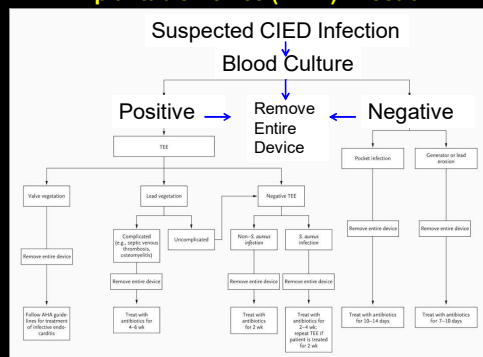 Suspected CIED Infection
Blood Culture
Positive
Remove
Entire
Device
Negative
TEE
Pocket infection
Generator or lead
erosion
Valve vegetation
Lead vegetation
Negative TEE
Complicated
(e.g., septic venous
thrombosis,
osteomyelitis)
Uncomplicated
Non–S. aureus
infection
S. aureus
infection
Remove entire device
Remove entire device
Remove entire device
Remove entire device
Remove entire device
Remove entire device
Follow AHA guide-
lines for treatment
of infective endo-
carditis
Treat with
antibiotics for
4–6 wk
Treat with
antibiotics
for 2 wk
Treat with
antibiotics for
2–4 wk;
repeat TEE if
patient is treated
for 2 wk
Treat with antibiotics
for 10–14 days
Treat with antibiotics
for 7–10 days